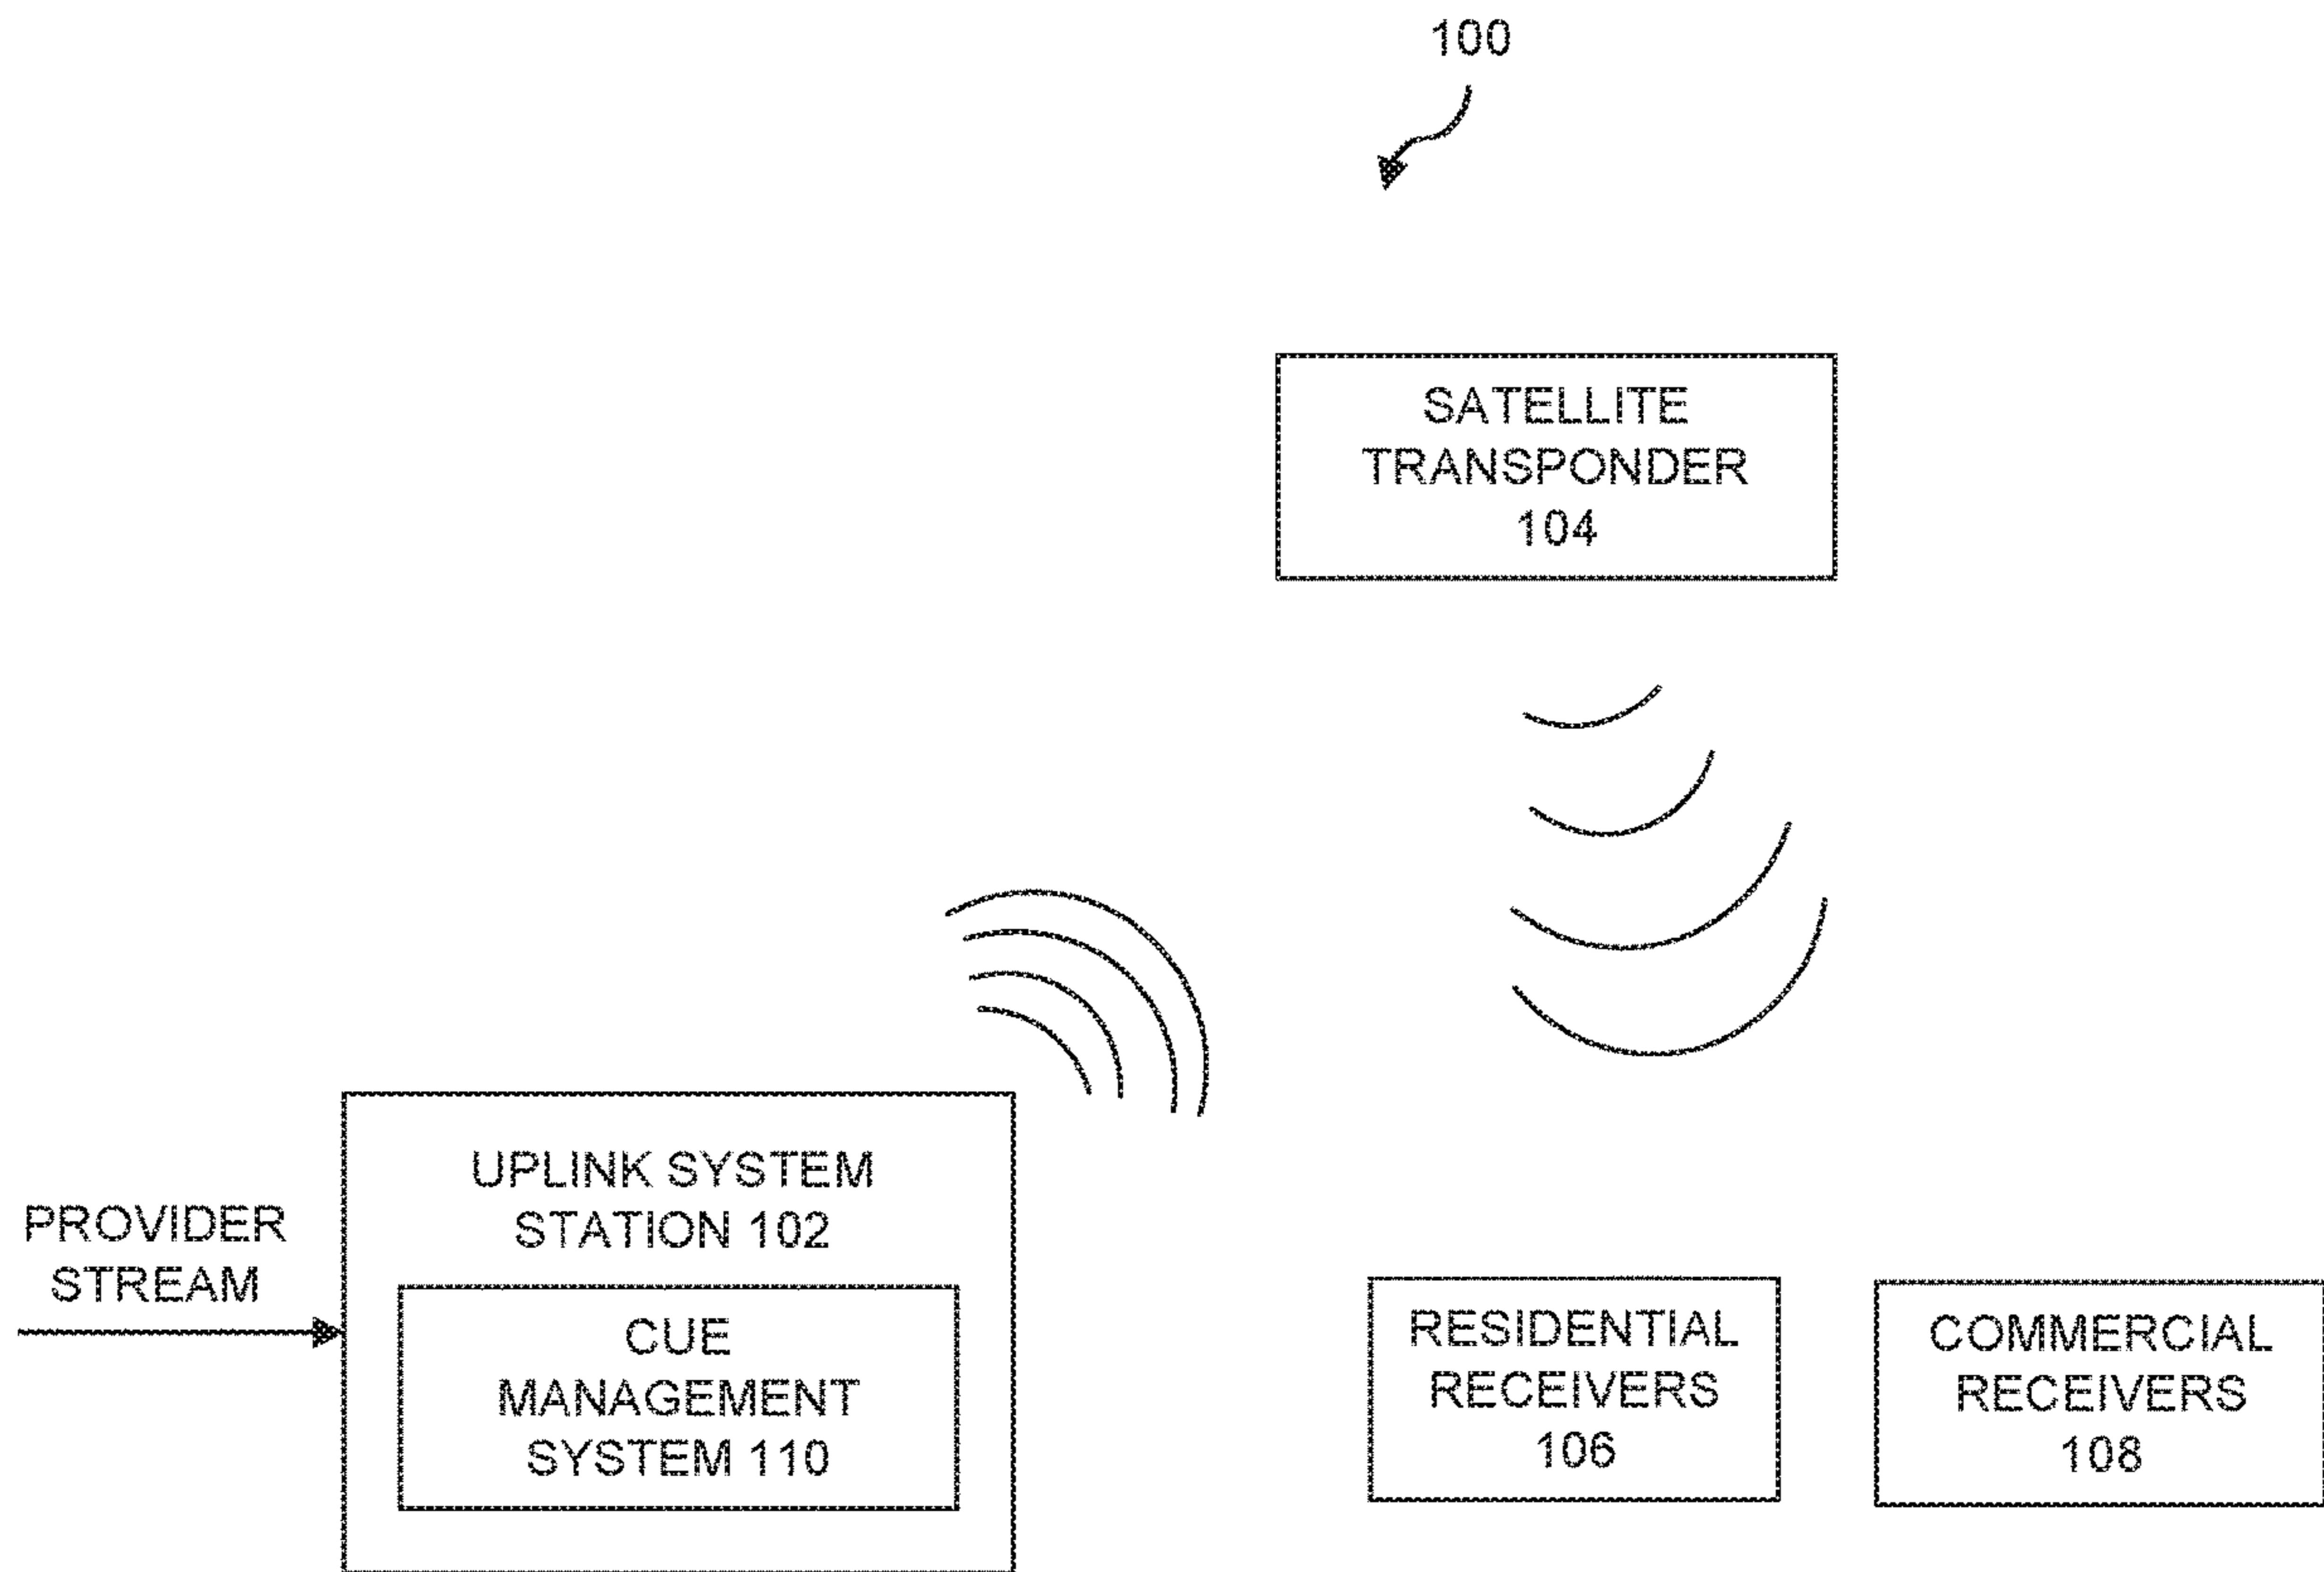 100
SATELLITE
TRANSPONDER
104
UPLINK SYSTEM
STATION 102
PROVIDER
STREAM
CUE
MANAGEMENT
SYSTEM 110
RESIDENTIAL
RECEIVERS
106
COMMERCIAL
RECEIVERS
108